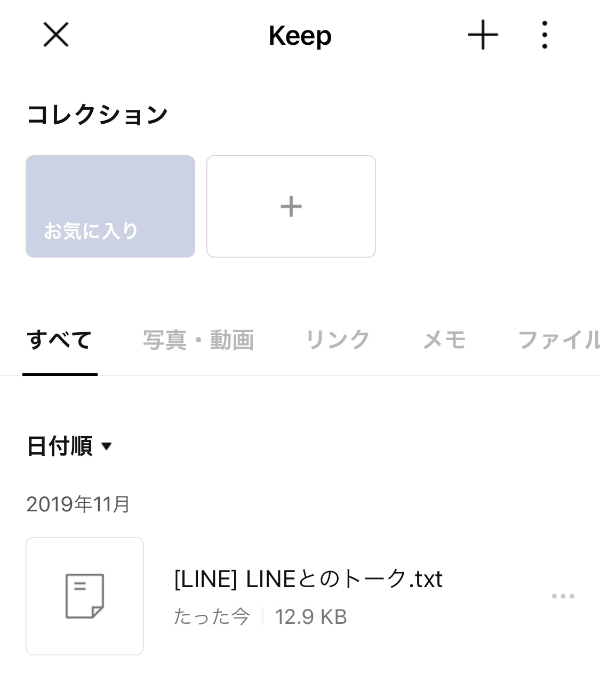 Keep
コレクション
お気に入り
すべて 写真・動画 リンク メモ ファイル
日付順
2019年11月
[LINE] LINEとのトーク.txt
たった今 12.9 KB